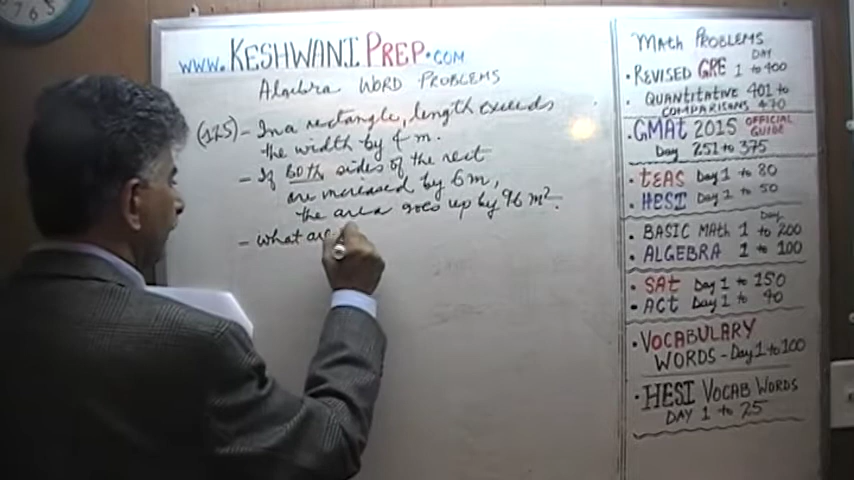 www.KESHWANIPREP.COM
Algebra WORD PROBLEMS
(125) - In a rectangle, length exceeds
the width by 4 m.
- If BOTH sides of the rect
are increased by 6m,
the area goes up by 96 m².
- What are
MATH PROBLEMS
DAY
• REVISED GRE 1 to 400
• QUANTITATIVE 401 to
COMPARISONS 470
• GMAT 2015 OFFICIAL GUIDE
Day 251 to 375
• TEAS Day 1 to 80
• HESI Day 1 to 50
Day
• BASIC MATH 1 to 200
• ALGEBRA 1 to 100
• SAT Day 1 to 150
• ACT Day 1 to 40
• VOCABULARY
WORDS - Day 1 to 100
• HESI VOCAB WORDS
DAY 1 to 25